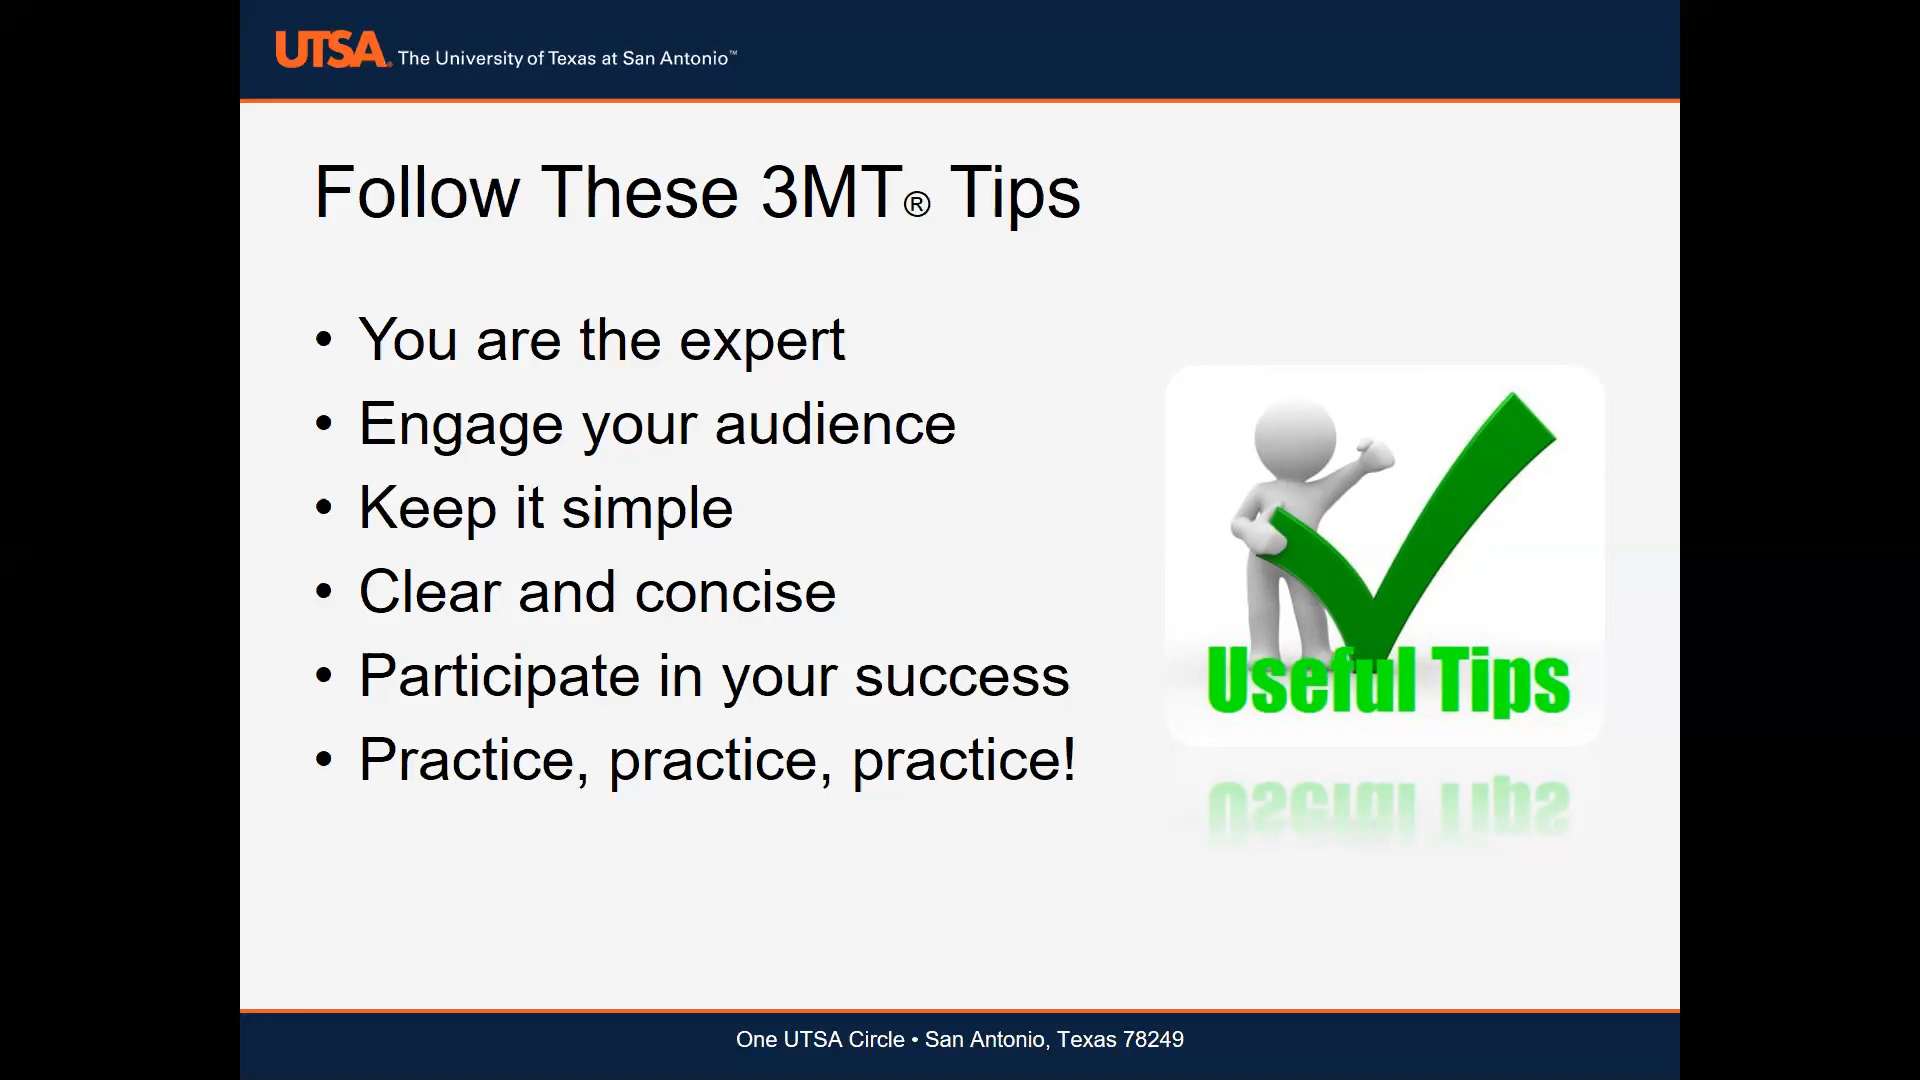 UTSA. The University of Texas at San Antonio™
Follow These 3MT® Tips
• You are the expert
• Engage your audience
• Keep it simple
• Clear and concise
• Participate in your success
• Practice, practice, practice!
Useful Tips
One UTSA Circle • San Antonio, Texas 78249